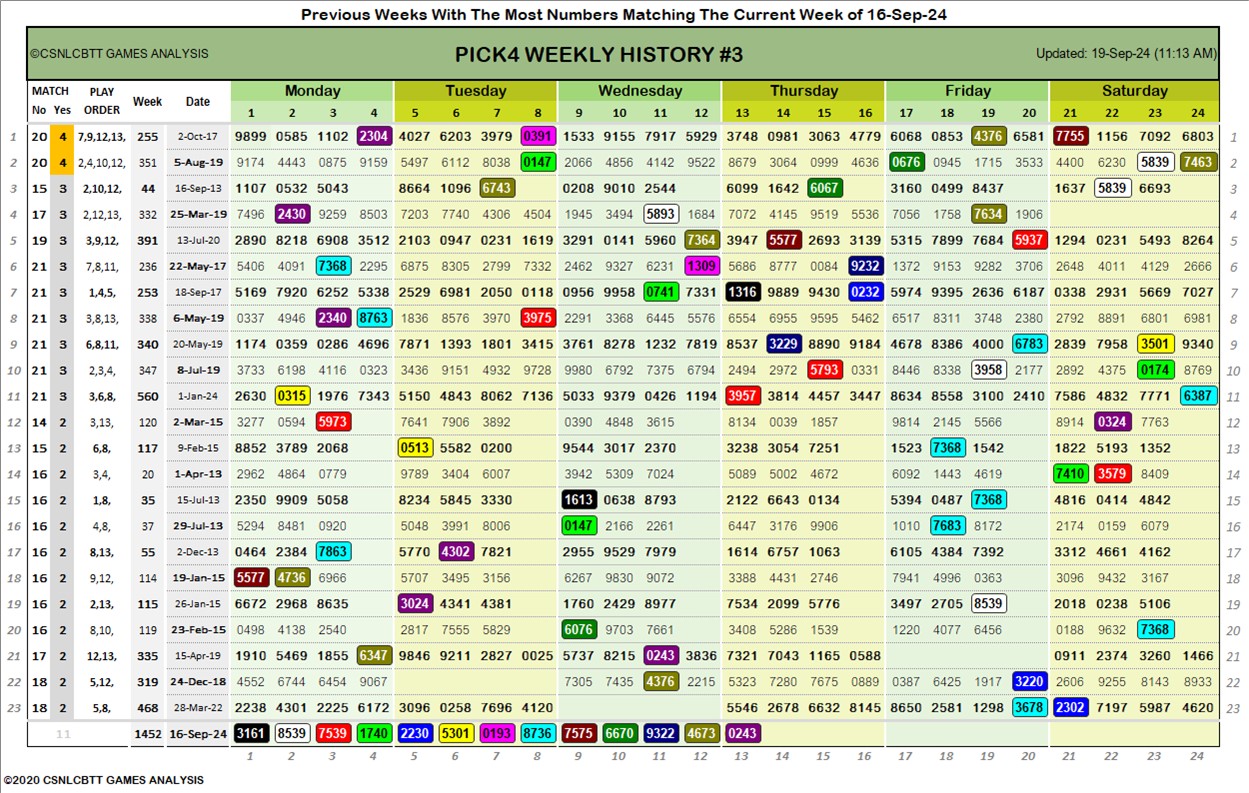 Previous Weeks With The Most Numbers Matching The Current Week of 16-Sep-24
©CSNLCBTT GAMES ANALYSIS PICK4 WEEKLY HISTORY #3 Updated: 19-Sep-24 (11:13 AM)
MATCH PLAY Week Date Monday Tuesday Wednesday Thursday Friday Saturday
No Yes ORDER 1 2 3 4 5 6 7 8 9 10 11 12 13 14 15 16 17 18 19 20 21 22 23 24
1 20 4 7,9,12,13, 255 2-Oct-17 9899 0585 1102 2304 4027 6203 3979 0391 1533 9155 7917 5929 3748 0981 3063 4779 6068 0853 4376 6581 7755 1156 7092 6803 1
2 20 4 2,4,10,12, 351 5-Aug-19 9174 4443 0875 9159 5497 6112 8038 0147 2066 4856 4142 9522 8679 3064 0999 4636 0676 0945 1715 3533 4400 6230 5839 7463 2
3 15 3 2,10,12, 44 16-Sep-13 1107 0532 5043 8664 1096 6743 0208 9010 2544 6099 1642 6067 3160 0499 8437 1637 5839 6693 3
4 17 3 2,12,13, 332 25-Mar-19 7496 2430 9259 8503 7203 7740 4306 4504 1945 3494 5893 1684 7072 4145 9519 5536 7056 1758 7634 1906 4
5 19 3 3,9,12, 391 13-Jul-20 2890 8218 6908 3512 2103 0947 0231 1619 3291 0141 5960 7364 3947 5577 2693 3139 5315 7899 7684 5937 1294 0231 5493 8264 5
6 21 3 7,8,11, 236 22-May-17 5406 4091 7368 2295 6875 8305 2799 7332 2462 9327 6231 1309 5686 8777 0084 9232 1372 9153 9282 3706 2648 4011 4129 2666 6
7 21 3 1,4,5, 253 18-Sep-17 5169 7920 6252 5338 2529 6981 2050 0118 0956 9958 0741 7331 1316 9889 9430 0232 5974 9395 2636 6187 0338 2931 5669 7027 7
8 21 3 3,8,13, 338 6-May-19 0337 4946 2340 8763 1836 8576 3970 3975 2291 3368 6445 5576 6554 6955 9595 5462 6517 8311 3748 0280 2792 8891 6801 6981 8
9 21 3 6,8,11, 340 20-May-19 1174 0359 0286 4696 7871 1393 1801 3415 3761 8278 1232 7819 8537 3229 8890 9184 4678 8386 4000 6783 2839 7958 3501 9340 9
10 21 3 2,3,4, 347 8-Jul-19 3733 6198 4116 0323 3436 9151 4932 9728 9980 6792 7375 6794 2494 2972 5793 0331 8446 8338 3958 2177 2892 4375 0174 8769 10
11 21 3 3,6,8, 560 1-Jan-24 2630 0315 1976 7343 5150 4843 8062 7136 5033 9379 0426 1194 3957 3814 4457 3447 8634 8558 3100 2410 7586 4832 7771 6387 11
12 14 2 3,13, 120 2-Mar-15 3277 0594 5973 7641 7906 3892 0390 4848 3615 8134 0039 1857 9814 2145 5566 8914 0324 7763 12
13 15 2 6,8, 117 9-Feb-15 8852 3789 2068 0513 5582 0200 9544 3017 2370 3238 3054 7251 1523 7368 1542 1822 5193 1352 13
14 16 2 3,4, 20 1-Apr-13 2962 4864 0779 9789 3404 6007 3942 5309 7024 5089 5002 4672 6092 1443 4619 7410 3579 8409 14
15 16 2 1,8, 35 15-Jul-13 2350 9909 5058 8234 5845 3330 1613 0638 8793 2122 6643 0134 5394 0487 7368 4816 0414 4842 15
16 16 2 4,8, 37 29-Jul-13 5294 8481 0920 5048 3991 8006 0147 2166 2261 6447 3176 9906 1010 7683 8172 2174 0159 6079 16
17 16 2 8,13, 55 2-Dec-13 0464 2384 7863 5770 4302 7821 2955 9529 7979 1614 6757 1063 6105 4384 7392 3312 4661 4162 17
18 16 2 9,12, 114 19-Jan-15 5577 4736 6966 5707 3495 3156 6267 9830 9072 3388 4431 2746 7941 4996 0363 3096 9432 3167 18
19 16 2 2,13, 115 26-Jan-15 6672 2968 8635 3024 4341 4381 1760 2429 8977 7534 2099 5776 3497 2705 8539 2018 0238 5106 19
20 16 2 8,10, 119 23-Feb-15 0498 4138 2540 2817 7555 5829 6076 9703 7661 3408 5286 1539 1220 4077 6456 0188 9632 7368 20
21 17 2 12,13, 335 15-Apr-19 1910 5469 1855 6347 9846 9211 2827 0025 5737 8215 0243 3836 7321 7043 1165 0588 0911 2374 3260 1466 21
22 18 2 5,12, 319 24-Dec-18 4552 6744 6454 9067 7305 7435 4376 2215 5323 7280 7675 0889 0387 6425 1917 3220 2606 9255 8143 8933 22
23 18 2 5,8, 468 28-Mar-22 2238 4301 2225 6172 3096 0258 7696 4120 5546 2678 6632 8145 8650 2581 1298 3678 2302 7197 5987 4620 23
11 1452 16-Sep-24 3161 8539 7539 1740 2230 5301 0193 8736 7575 6670 9322 4673 0243
1 2 3 4 5 6 7 8 9 10 11 12 13 14 15 16 17 18 19 20 21 22 23 24
©2020 CSNLCBTT GAMES ANALYSIS